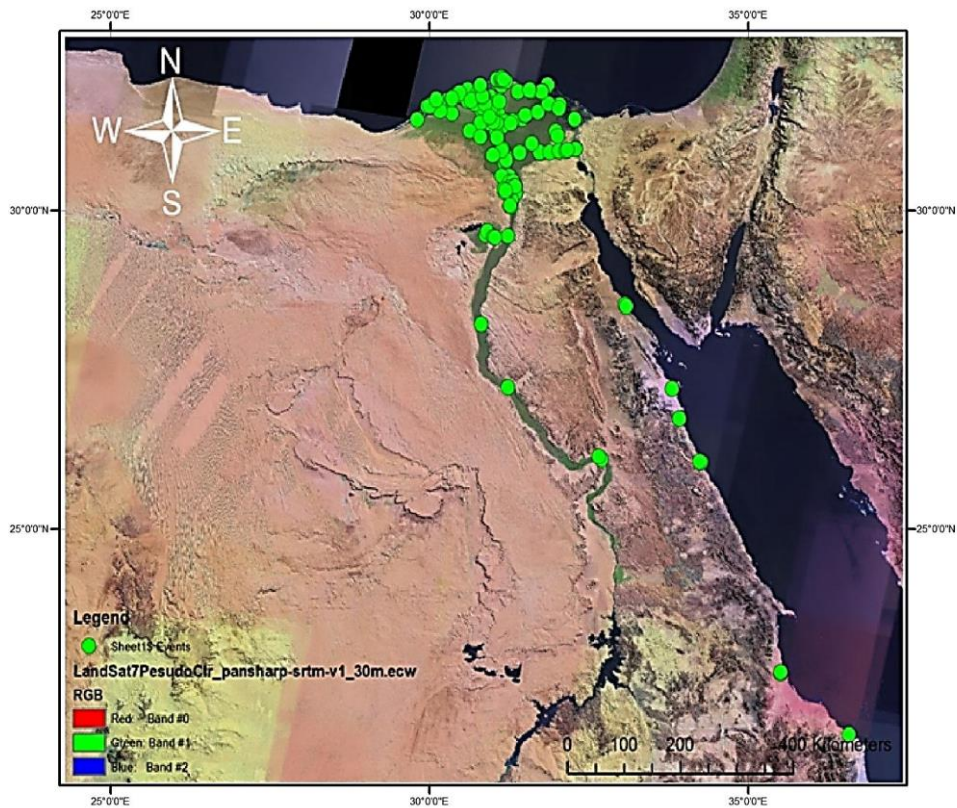 25°0'0"E 30°0'0"E 35°0'0"E
N
W E
S
30°0'0"N 30°0'0"N
25°0'0"N 25°0'0"N
Legend
Sheet1$ Events
LandSat7PesudoClr_pansharp-srtm-v1_30m.ecw
RGB
Red: Band #0
Green: Band #1
Blue: Band #2
0 100 200 400 Kilometers
25°0'0"E 30°0'0"E 35°0'0"E